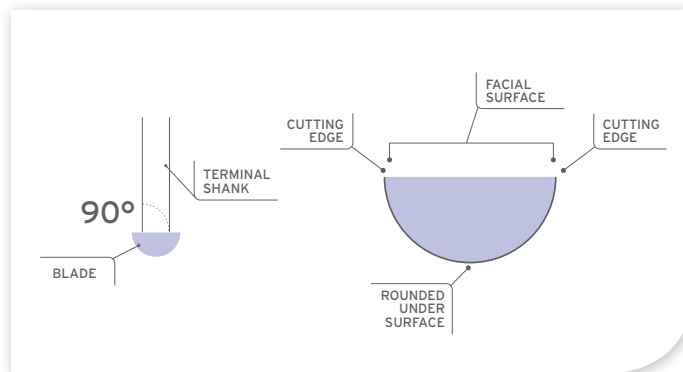 90°
TERMINAL
SHANK
BLADE
FACIAL
SURFACE
CUTTING
EDGE
CUTTING
EDGE
ROUNDED
UNDER
SURFACE